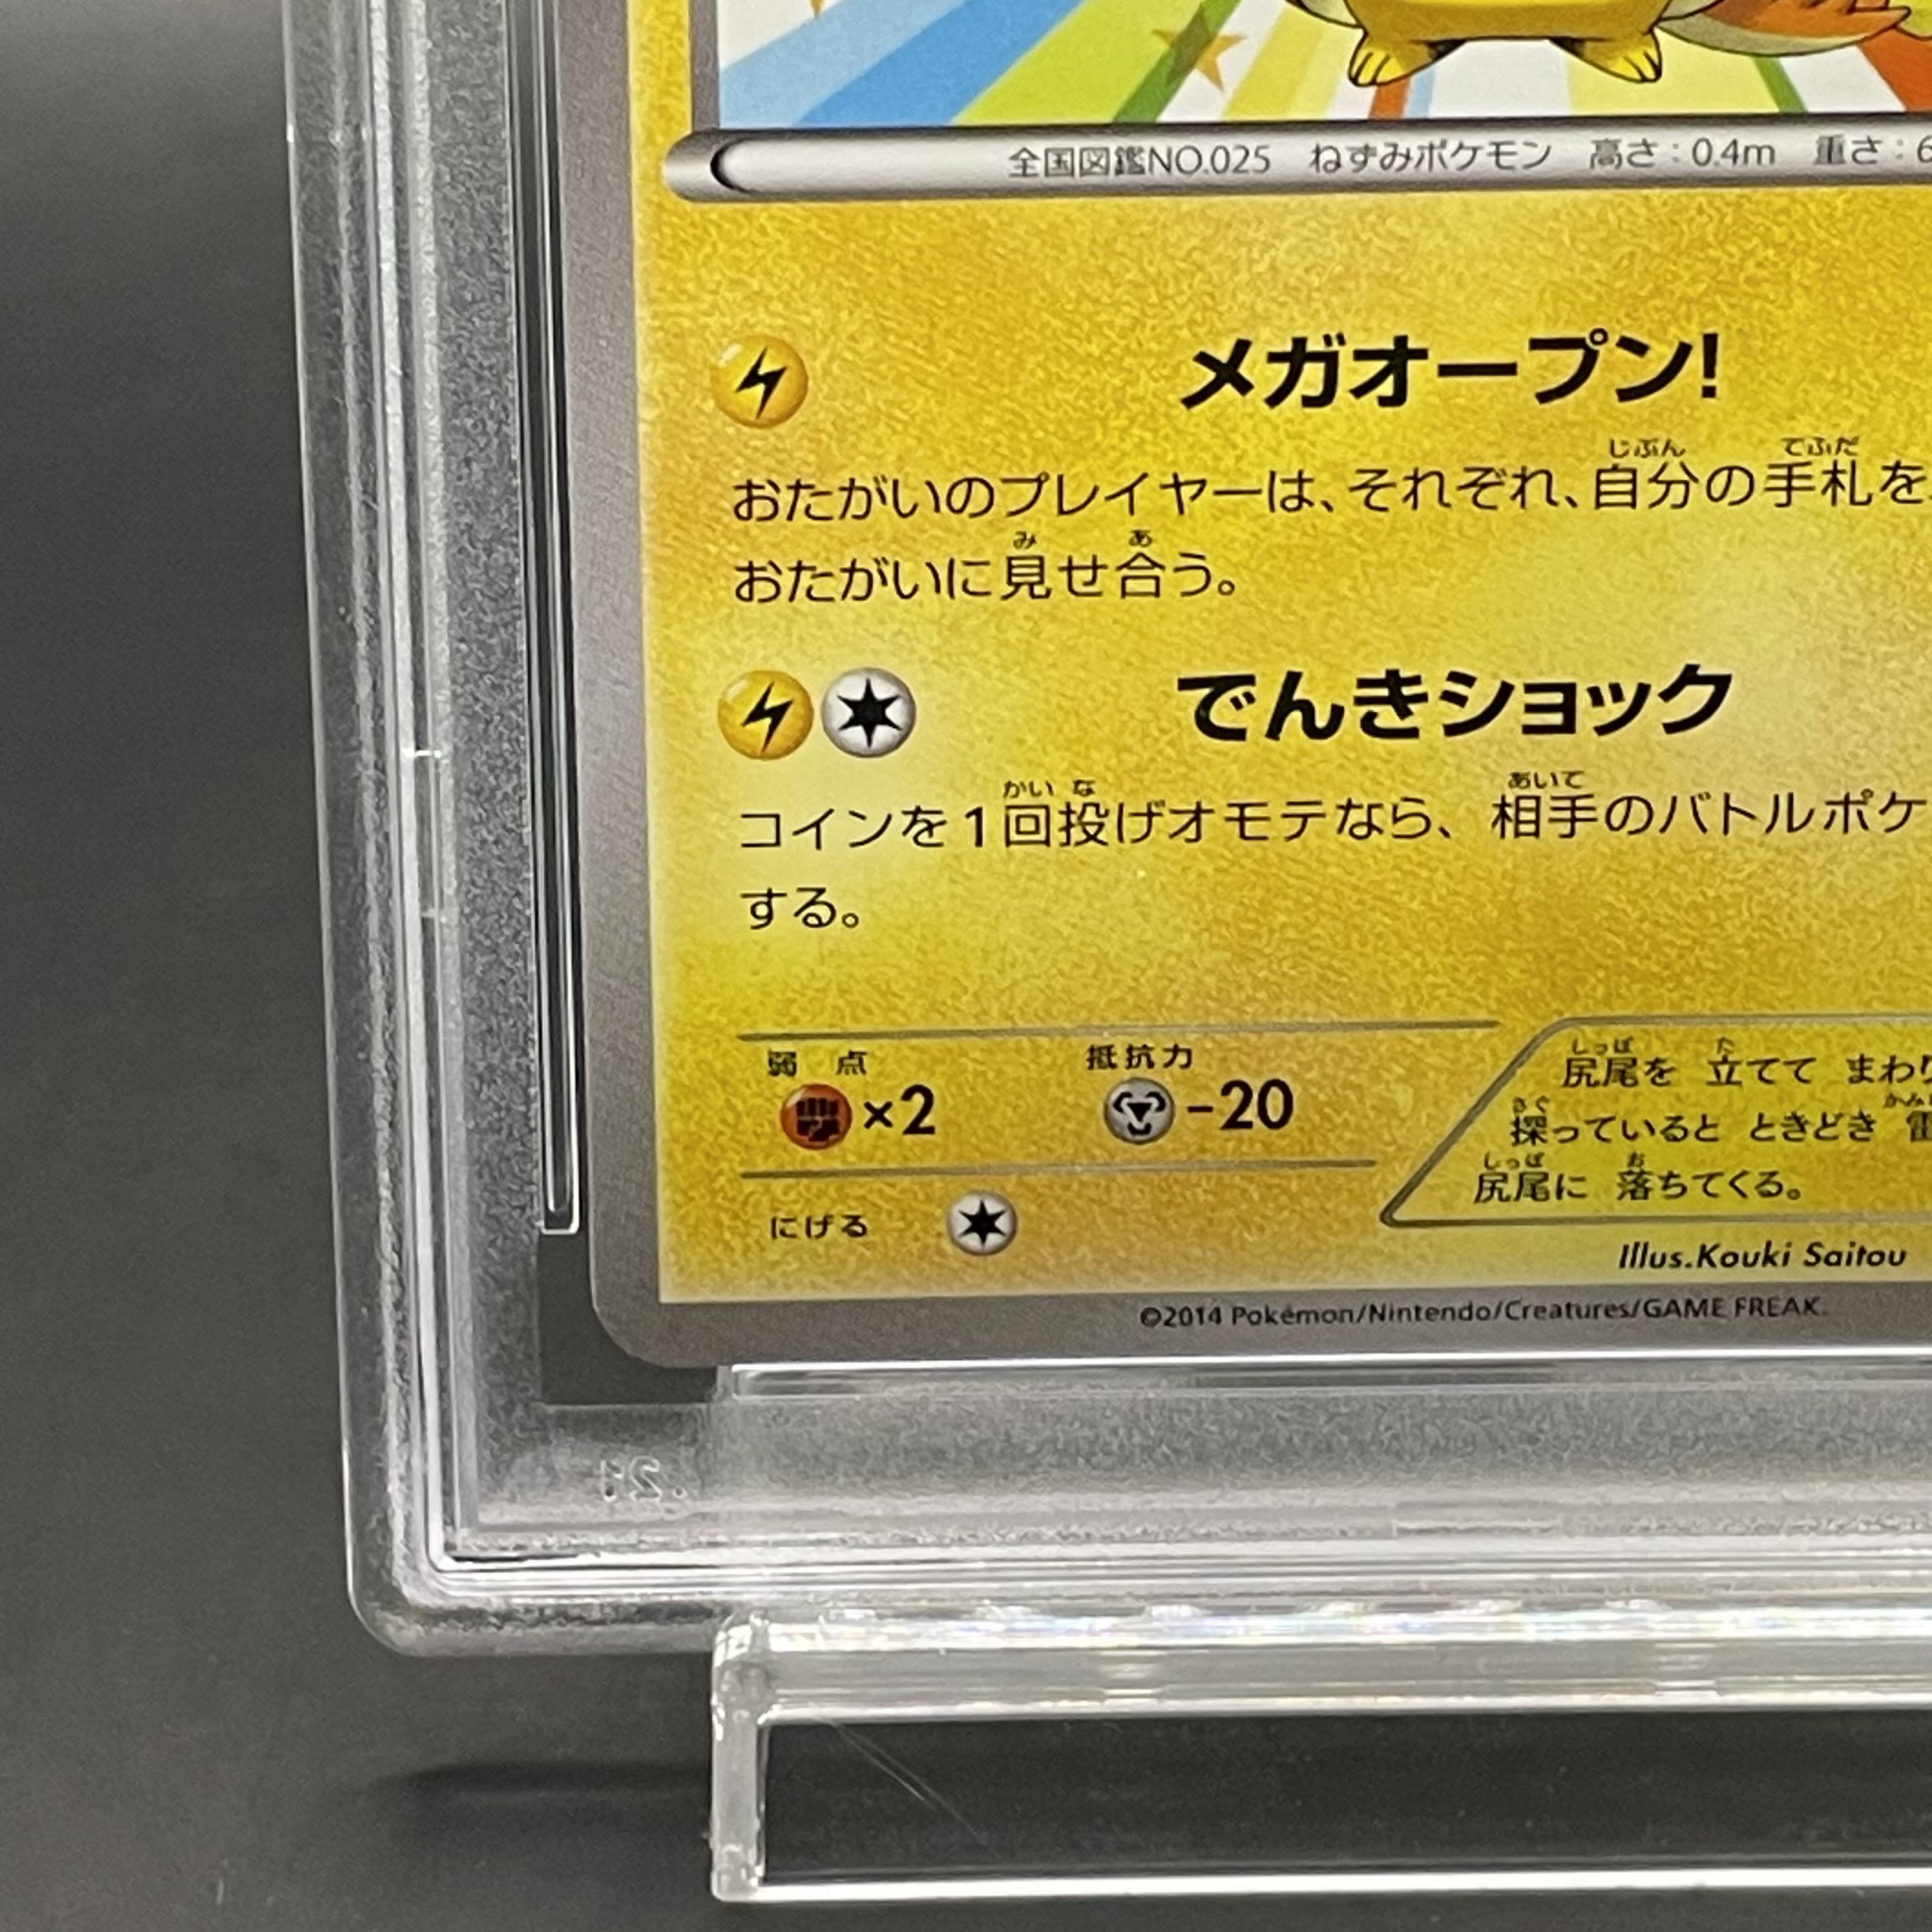 全国図鑑NO.025 ねずみポケモン 高さ:0.4m 重さ:6
メガオープン!
おたがいのプレイヤーは、それぞれ、自分の手札を
じぶん てふだ
おたがいに見せ合う。
み あ
でんきショック
コインを1回投げオモテなら、相手のバトルポケ
かい な あいて
する。
弱点 抵抗力
×2 -20
にげる
尻尾を 立てて まわり
しっぽ た
探っていると ときどき 雷
さぐ かみ
尻尾に 落ちてくる。
しっぽ お
Illus.Kouki Saitou
©2014 Pokémon/Nintendo/Creatures/GAME FREAK.